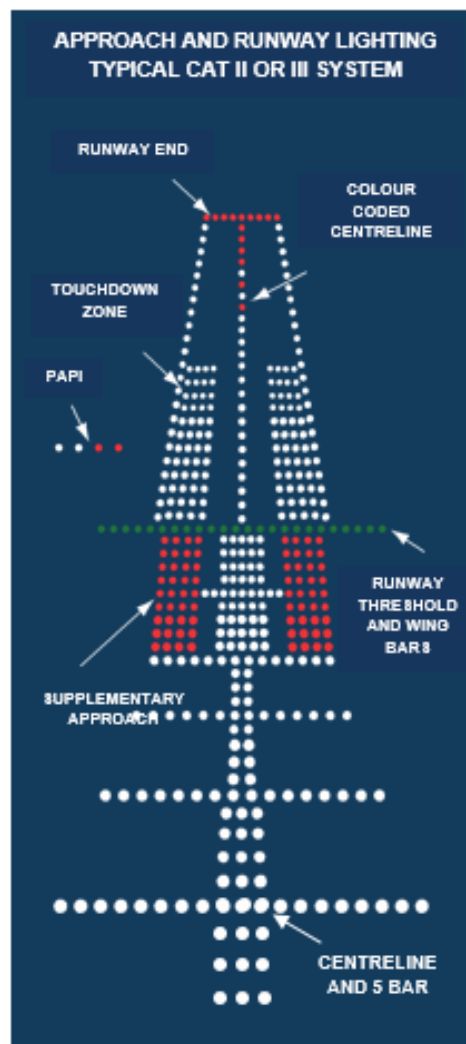 APPROACH AND RUNWAY LIGHTING
TYPICAL CAT II OR III SYSTEM
RUNWAY END
COLOUR
CODED
CENTRELINE
TOUCHDOWN
ZONE
PAPI
RUNWAY
THRESHOLD
AND WING
BARS
SUPPLEMENTARY
APPROACH
CENTRELINE
AND 5 BAR